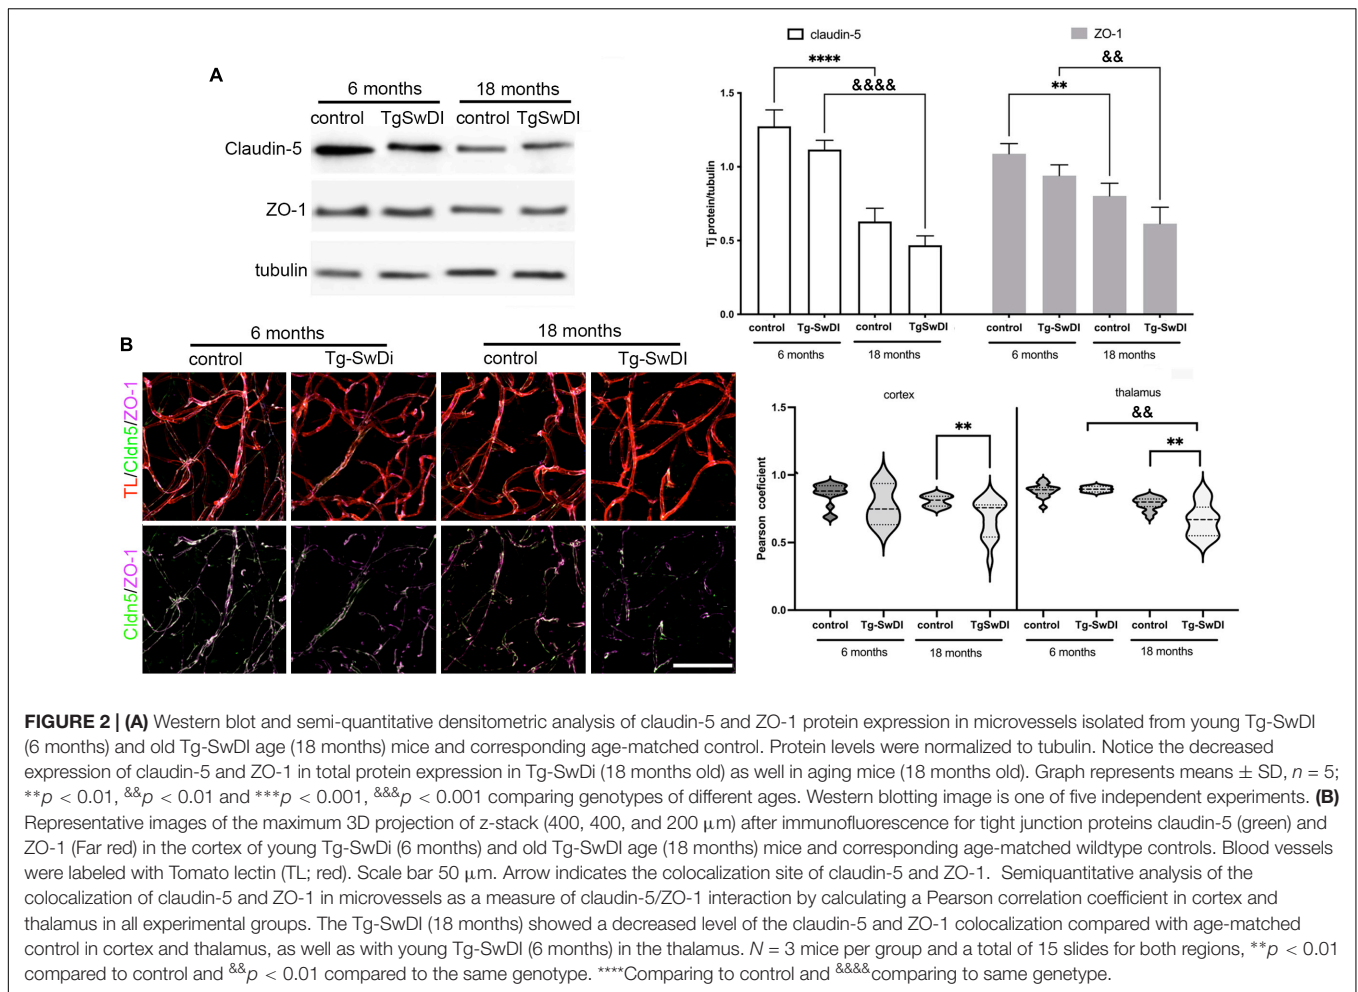 A
6 months
18 months
control
TgSwDI
control
TgSwDI
Claudin-5
ZO-1
tubulin
claudin-5
ZO-1
****
&&&&
&&
**
Tj protein/tubulin
1.5
1.0
0.5
0.0
control
Tg-SwDI
control
TgSwDI
6 months
18 months
control
Tg-SwDI
control
Tg-SwDI
6 months
18 months
B
6 months
18 months
control
Tg-SwDi
control
Tg-SwDI
TL/Cldn5/ZO-1
Cldn5/ZO-1
cortex
thalamus
**
&&
**
Pearson coeficient
1.5
1.0
0.5
0.0
control
Tg-SwDI
control
TgSwDI
6 months
18 months
control
Tg-SwDI
control
Tg-SwDI
6 months
18 months
FIGURE 2 | (A) Western blot and semi-quantitative densitometric analysis of claudin-5 and ZO-1 protein expression in microvessels isolated from young Tg-SwDI
(6 months) and old Tg-SwDI age (18 months) mice and corresponding age-matched control. Protein levels were normalized to tubulin. Notice the decreased
expression of claudin-5 and ZO-1 in total protein expression in Tg-SwDi (18 months old) as well in aging mice (18 months old). Graph represents means ± SD, n = 5;
**p < 0.01, &&p < 0.01 and ***p < 0.001, &&&p < 0.001 comparing genotypes of different ages. Western blotting image is one of five independent experiments. (B)
Representative images of the maximum 3D projection of z-stack (400, 400, and 200 μm) after immunofluorescence for tight junction proteins claudin-5 (green) and
ZO-1 (Far red) in the cortex of young Tg-SwDi (6 months) and old Tg-SwDI age (18 months) mice and corresponding age-matched wildtype controls. Blood vessels
were labeled with Tomato lectin (TL; red). Scale bar 50 μm. Arrow indicates the colocalization site of claudin-5 and ZO-1. Semiquantitative analysis of the
colocalization of claudin-5 and ZO-1 in microvessels as a measure of claudin-5/ZO-1 interaction by calculating a Pearson correlation coefficient in cortex and
thalamus in all experimental groups. The Tg-SwDI (18 months) showed a decreased level of the claudin-5 and ZO-1 colocalization compared with age-matched
control in cortex and thalamus, as well as with young Tg-SwDI (6 months) in the thalamus. N = 3 mice per group and a total of 15 slides for both regions, **p < 0.01
compared to control and &&p < 0.01 compared to the same genotype. ****Comparing to control and &&&&comparing to same genetype.